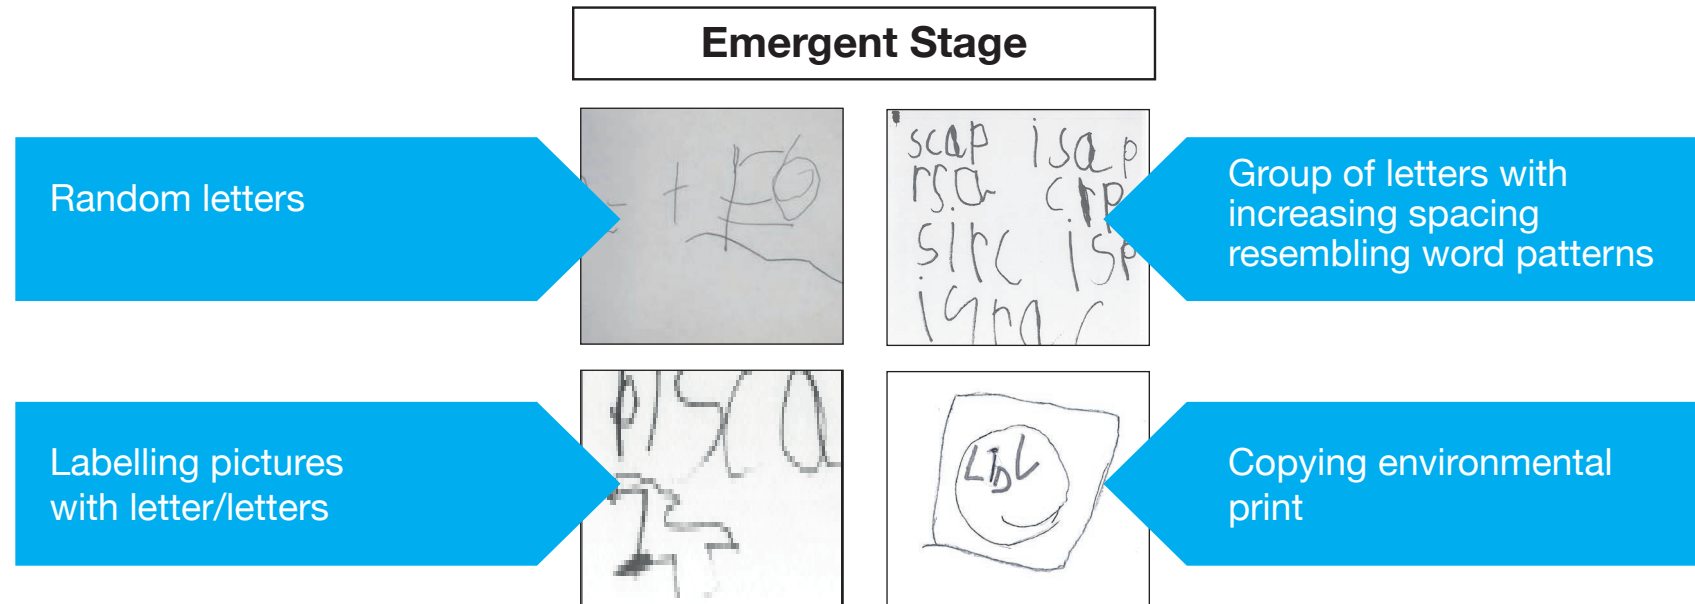 Emergent Stage
Random letters
scap isap
rsa crp
sirc isp
Group of letters with
increasing spacing
resembling word patterns
Labelling pictures
with letter/letters
LIDL
Copying environmental
print